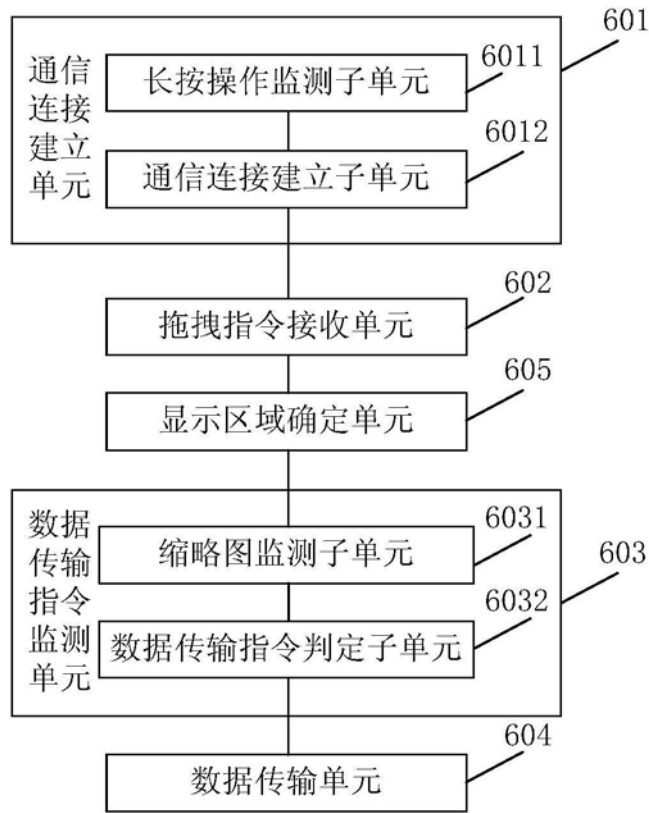 601
通信
连接
建立
单元
6011
长按操作监测子单元
6012
通信连接建立子单元
602
拖拽指令接收单元
605
显示区域确定单元
数据
传输
指令
监测
单元
6031
缩略图监测子单元
603
6032
数据传输指令判定子单元
604
数据传输单元